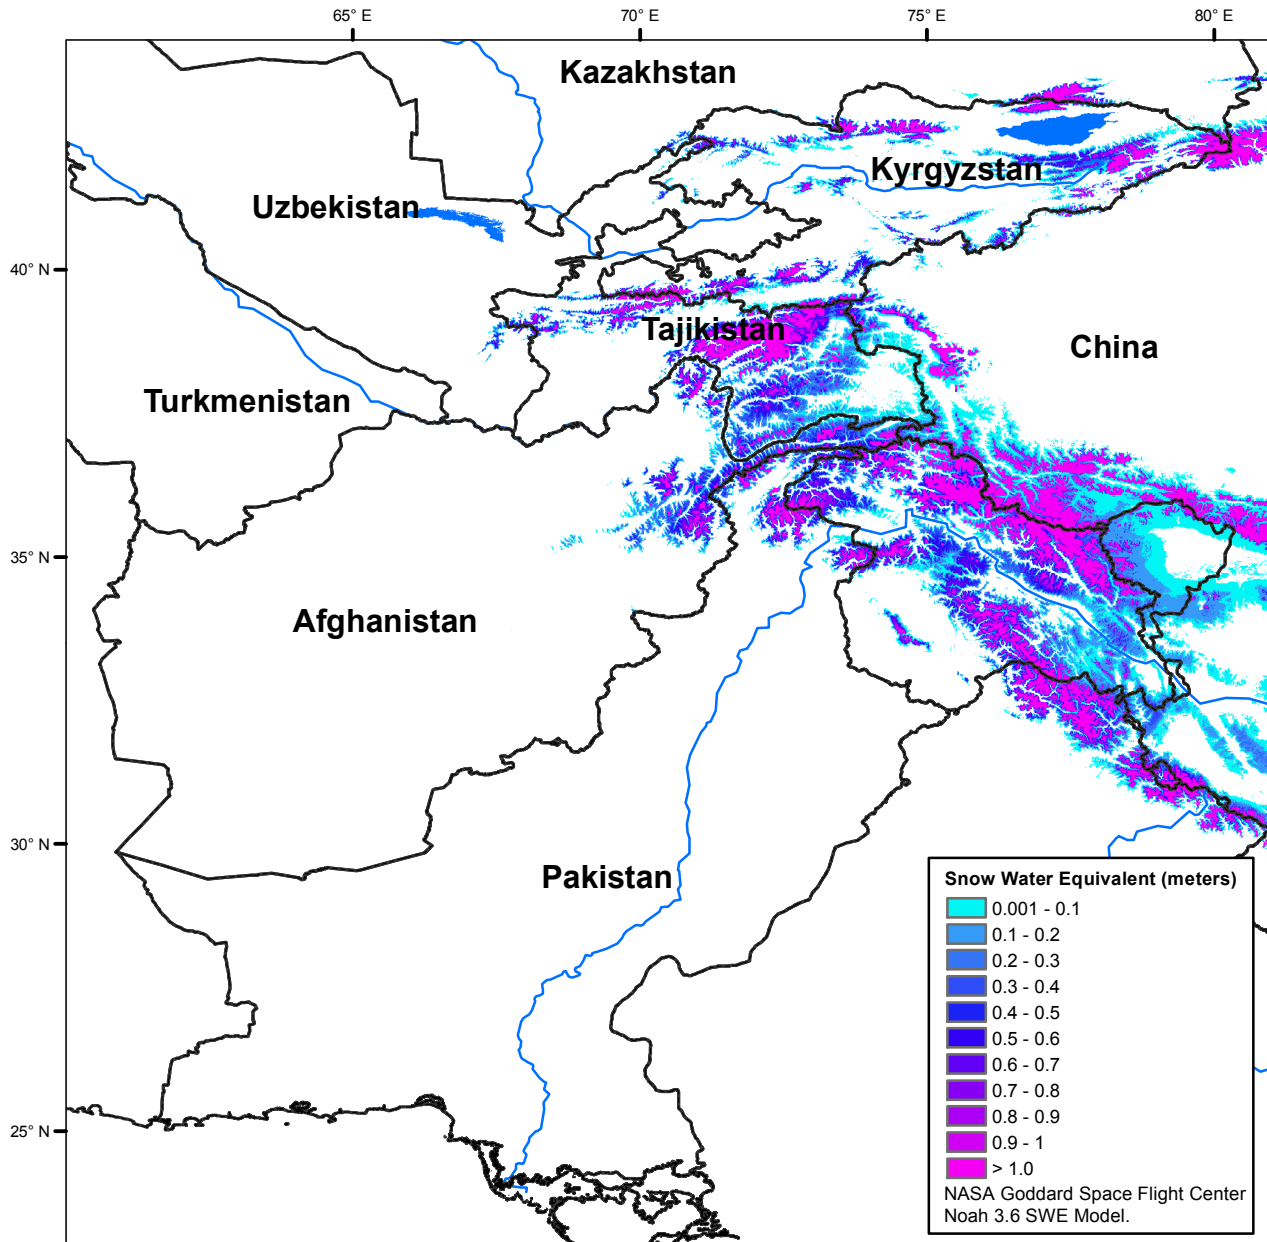 65° E
70° E
75° E
80° E
Kazakhstan
Kyrgyzstan
Uzbekistan
40° N
Tajikistan
China
Turkmenistan
35° N
Afghanistan
30° N
Pakistan
25° N
Snow Water Equivalent (meters)
0.001 - 0.1
0.1 - 0.2
0.2 - 0.3
0.3 - 0.4
0.4 - 0.5
0.5 - 0.6
0.6 - 0.7
0.7 - 0.8
0.8 - 0.9
0.9 - 1
> 1.0
NASA Goddard Space Flight Center
Noah 3.6 SWE Model.